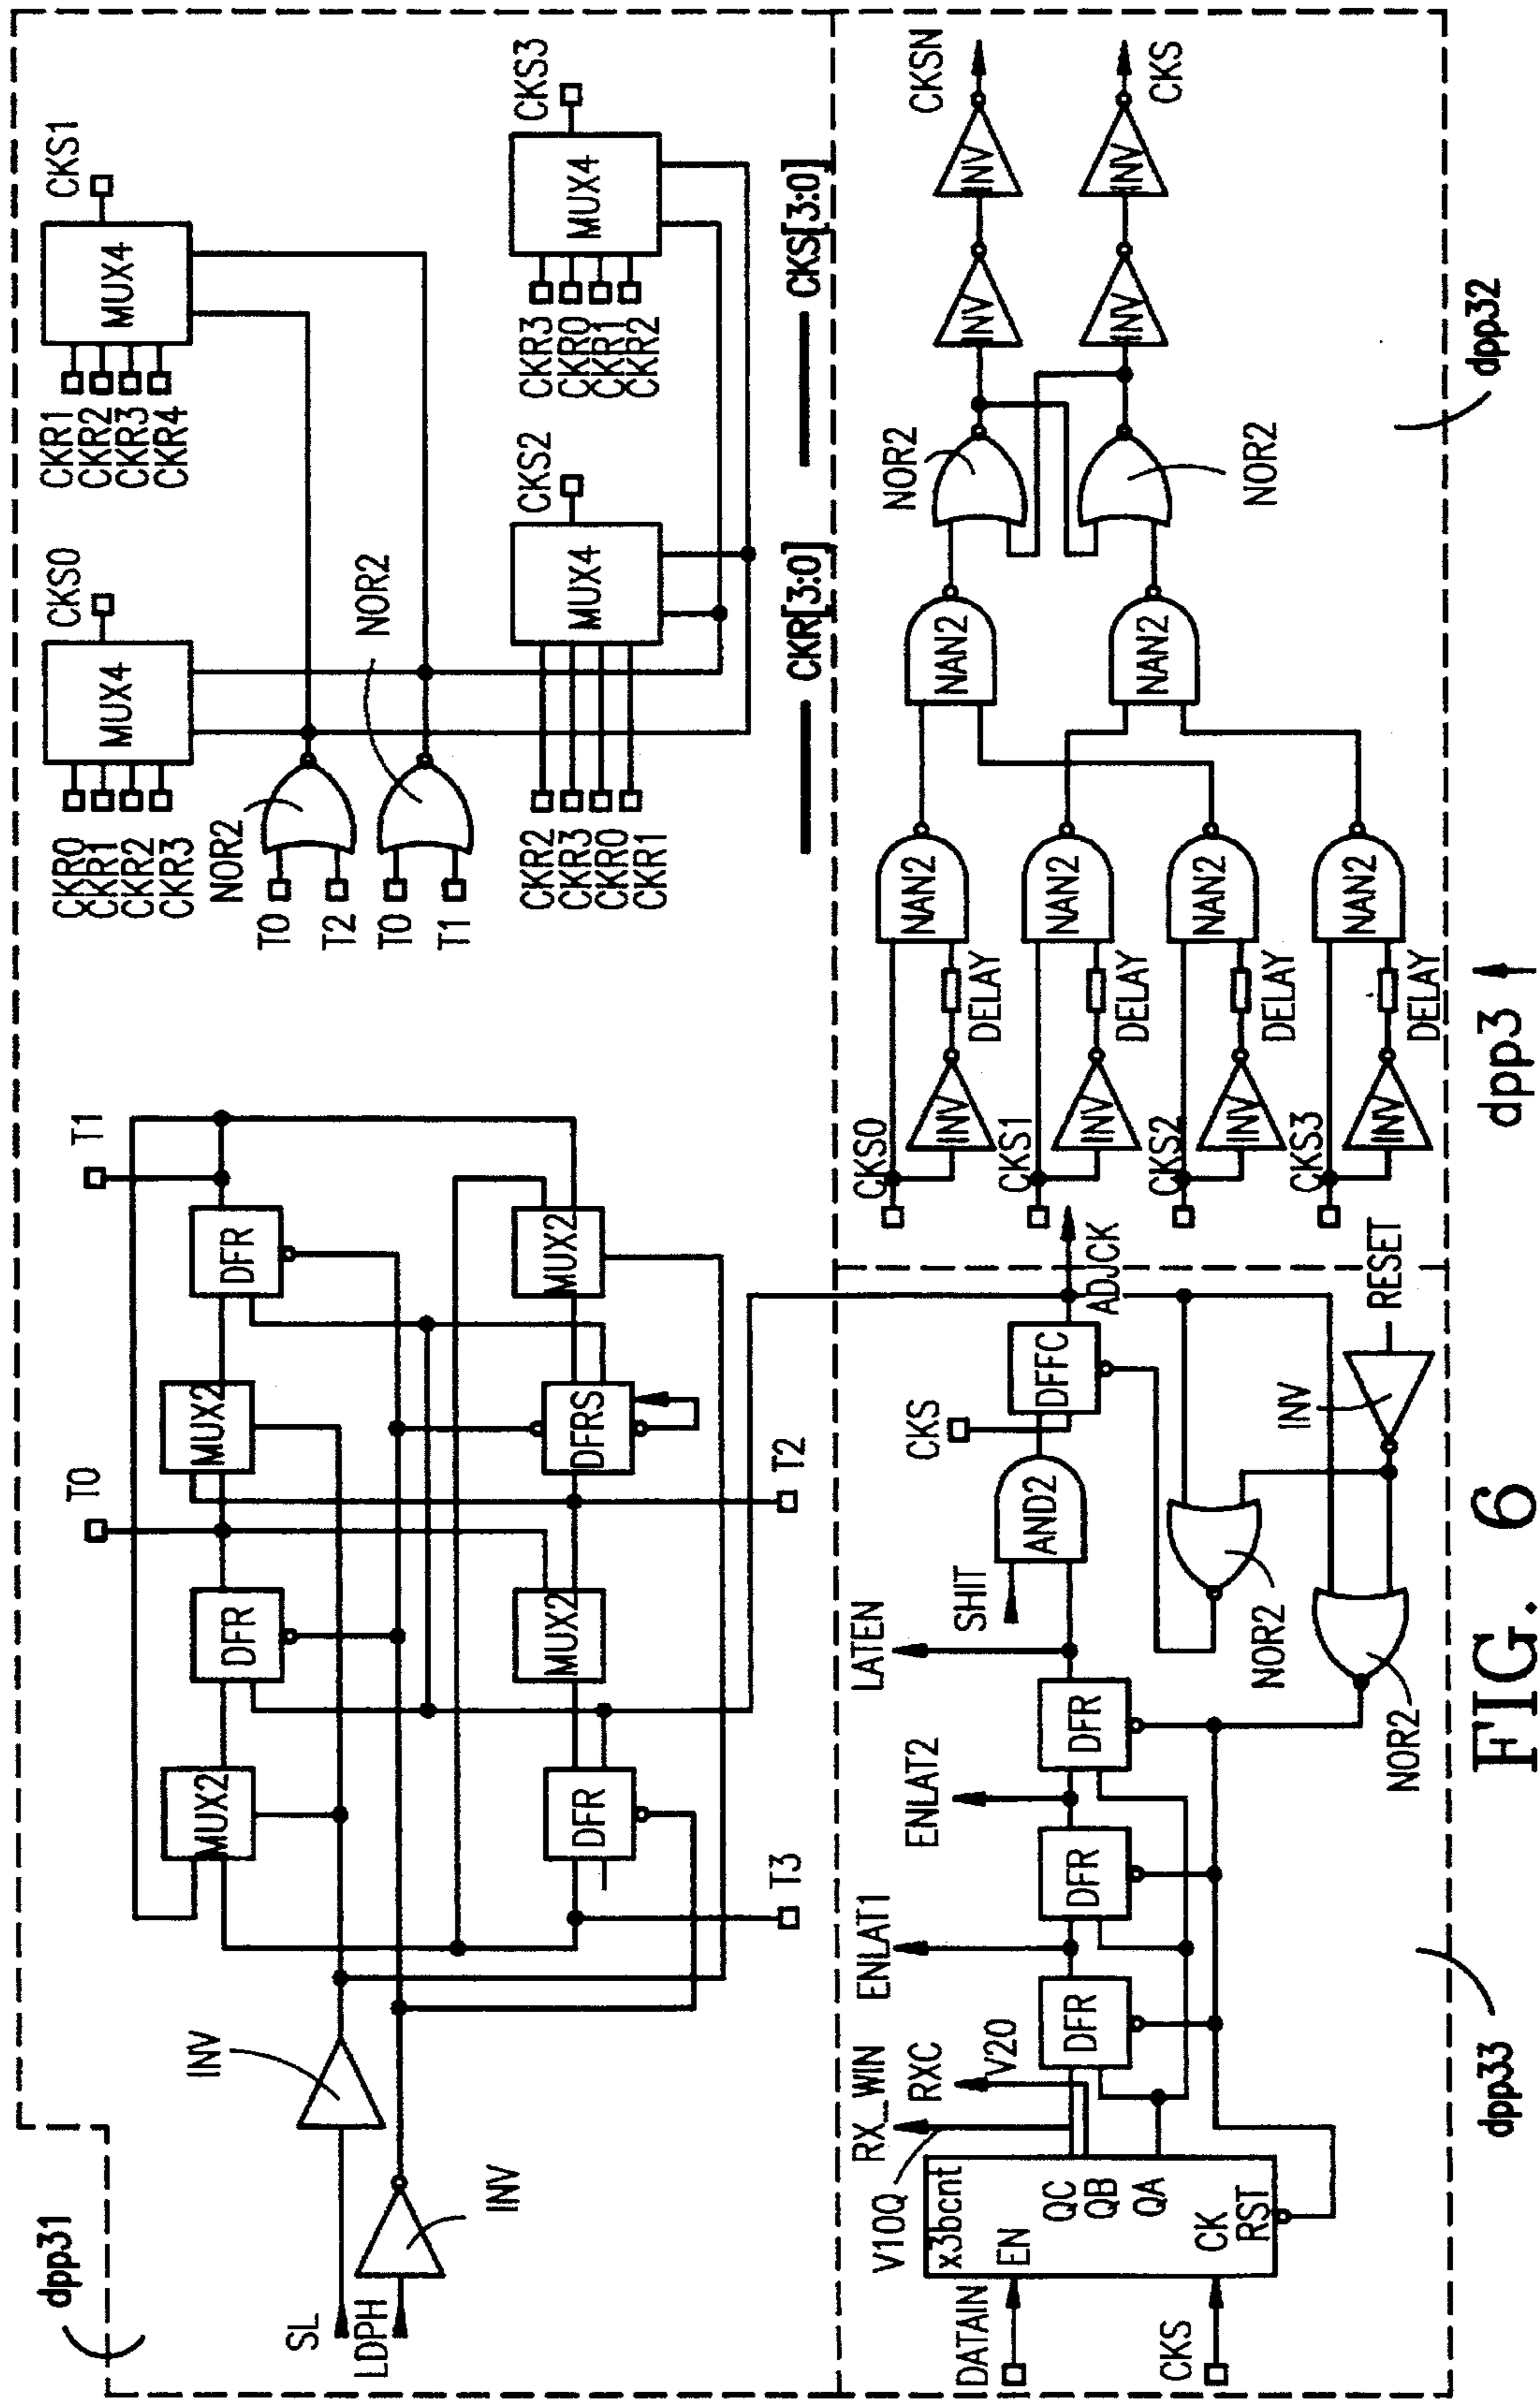 dpp31
SL
LDPH
INV
INV
MUX2
DFR
T0
MUX2
DFR
T1
DFR
MUX2
DFRS
MUX2
T3
T2
CKR0
CKR1
CKR2
CKR3
MUX4
CKS0
CKR1
CKR2
CKR3
CKR4
MUX4
CKS1
T0
T2
NOR2
T0
T1
NOR2
CKR2
CKR3
CKR0
CKR1
MUX4
CKS2
CKR3
CKR0
CKR1
CKR2
MUX4
CKS3
CKR[3:0]
CKS[3:0]
DATAIN
CKS
x3bcnt
EN
QC
QB
QA
CK
RST
V10Q
RX_WIN
RXC
V20
DFR
ENLAT1
DFR
ENLAT2
DFR
LATEN
SHIT
AND2
CKS
DFFC
ADJCK
NOR2
NOR2
INV
RESET
dpp33
CKS0
INV
DELAY
NAN2
CKS1
INV
DELAY
NAN2
CKS2
INV
DELAY
NAN2
CKS3
INV
DELAY
NAN2
NAN2
NAN2
NOR2
NOR2
INV
INV
CKSN
INV
INV
CKS
dpp32
dpp3
FIG. 6